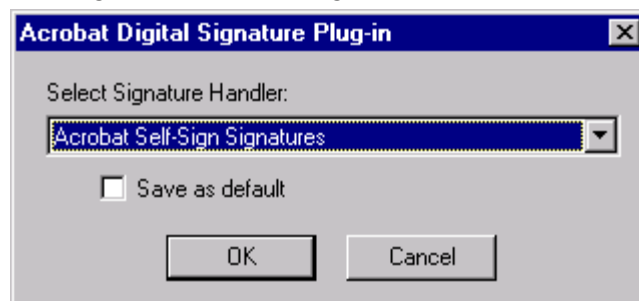 Acrobat Digital Signature Plug-in
Select Signature Handler:
Acrobat Self-Sign Signatures
Save as default
OK Cancel